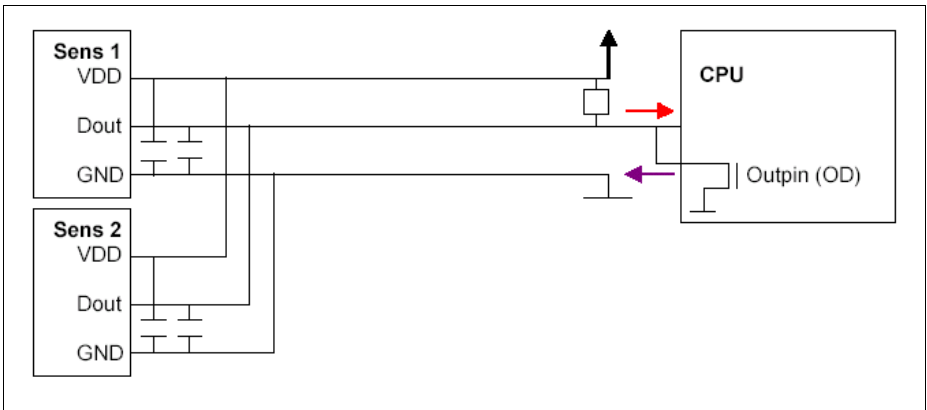 Sens 1
VDD
Dout
GND
CPU
Outpin (OD)
Sens 2
VDD
Dout
GND